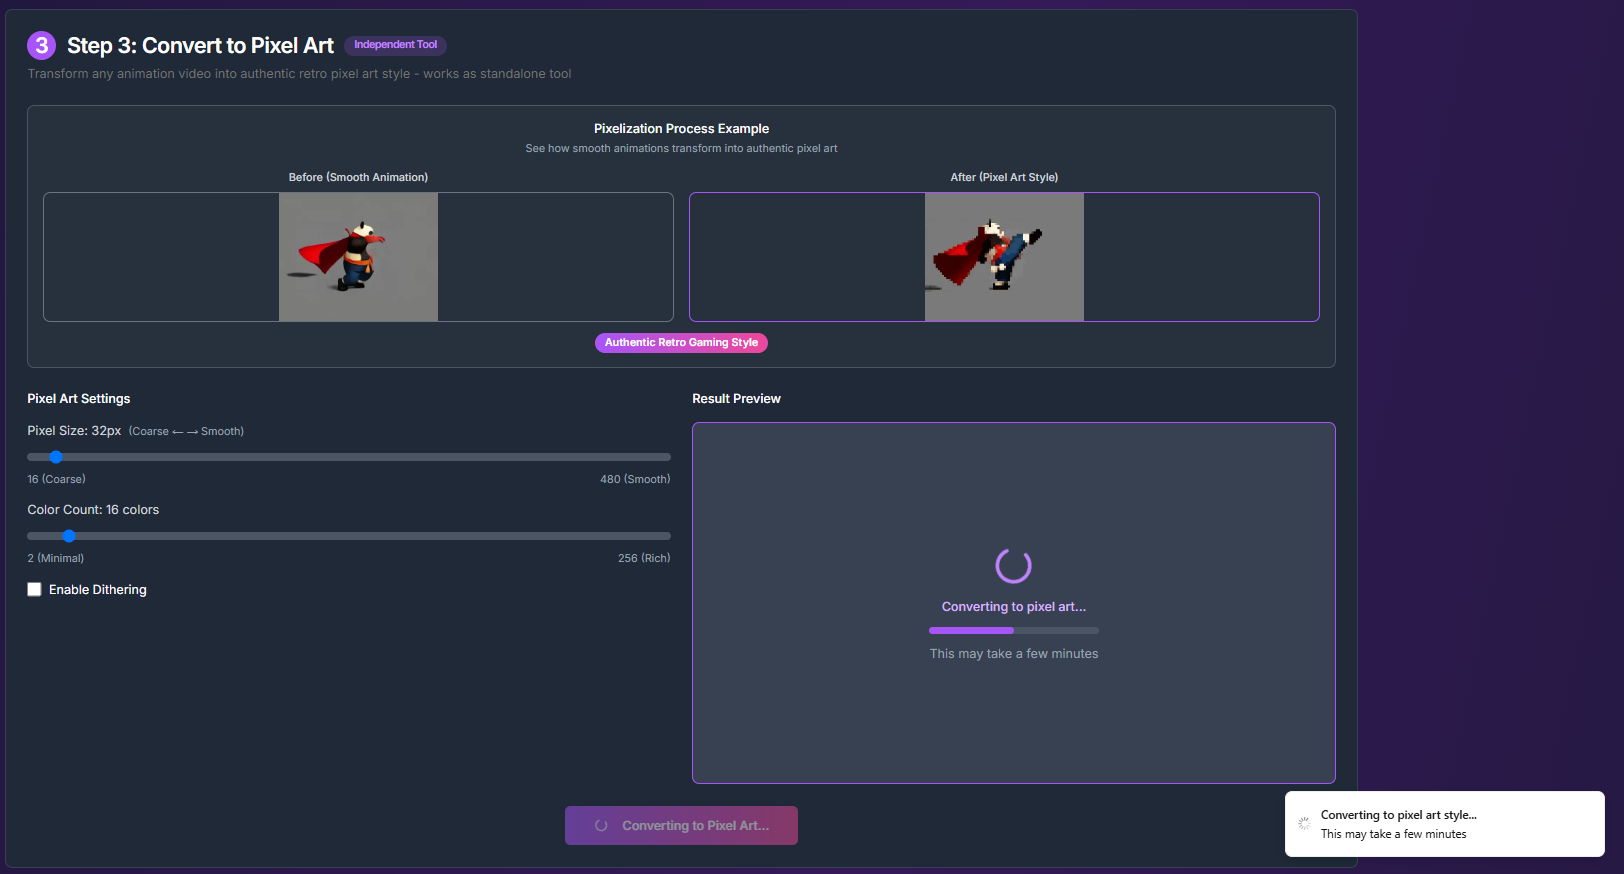 3
Step 3: Convert to Pixel Art
Independent Tool
Transform any animation video into authentic retro pixel art style - works as standalone tool
Pixelization Process Example
See how smooth animations transform into authentic pixel art
Before (Smooth Animation)
After (Pixel Art Style)
Authentic Retro Gaming Style
Pixel Art Settings
Pixel Size: 32px (Coarse ← → Smooth)
16 (Coarse)
480 (Smooth)
Color Count: 16 colors
2 (Minimal)
256 (Rich)
Enable Dithering
Result Preview
Converting to pixel art...
This may take a few minutes
Converting to Pixel Art...
Converting to pixel art style...
This may take a few minutes